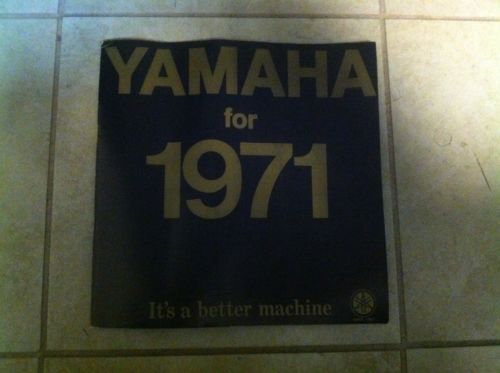 YAMAHA
for
1971
It's a better machine